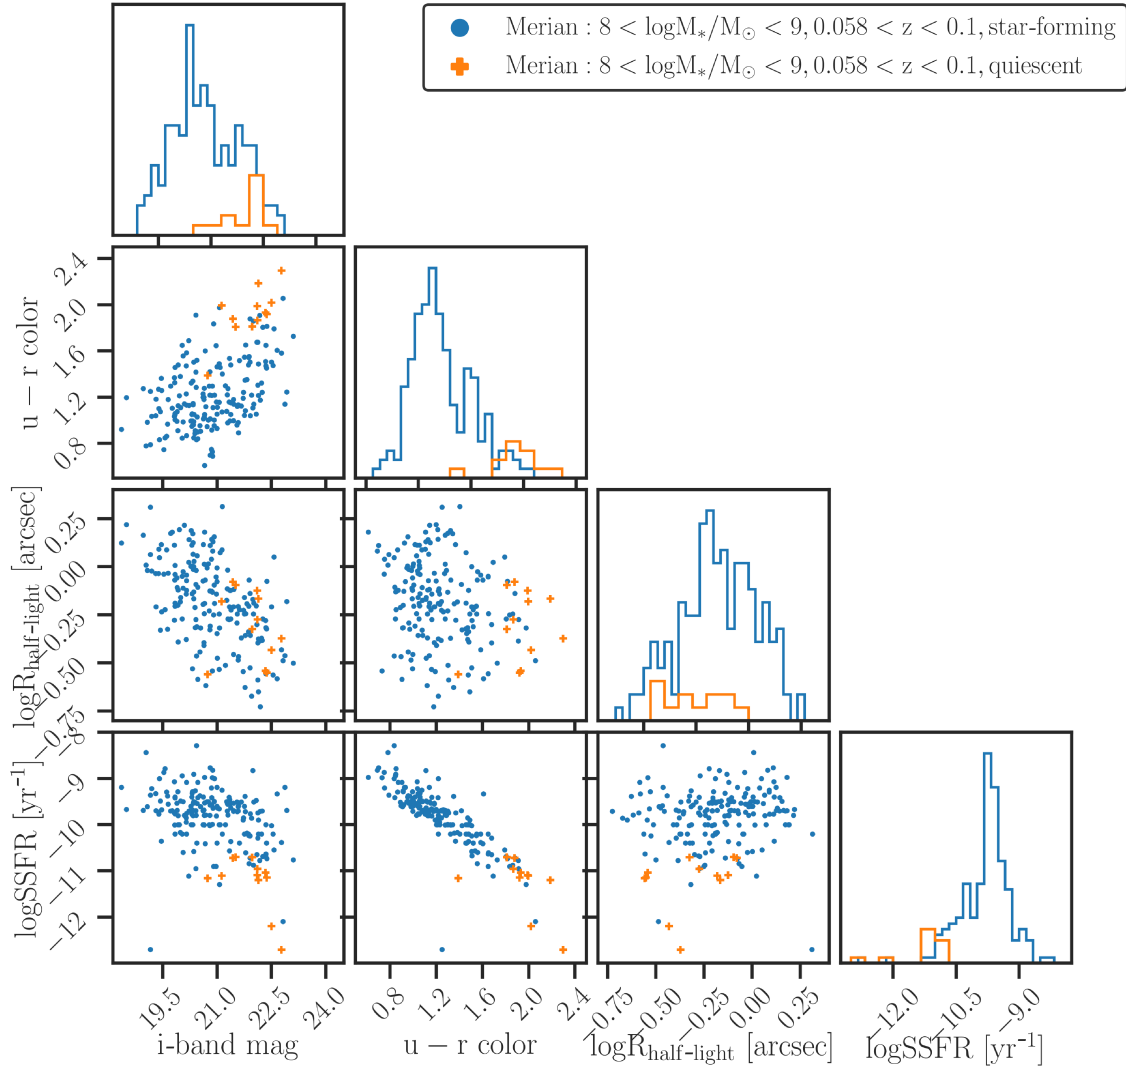 Merian : 8 < logM*/M⊙ < 9, 0.058 < z < 0.1, star-forming
Merian : 8 < logM*/M⊙ < 9, 0.058 < z < 0.1, quiescent
u − r color
2.4
2.0
1.6
1.2
0.8
logR_half-light [arcsec]
0.25
0.00
−0.25
−0.50
−0.75
logSSFR [yr^-1]
−8
−9
−10
−11
−12
19.5 21.0 22.5 24.0
0.8 1.2 1.6 2.0 2.4
−0.75 −0.50 −0.25 0.00 0.25
−12.0 −10.5 −9.0
i-band mag
u − r color
logR_half-light [arcsec]
logSSFR [yr^-1]